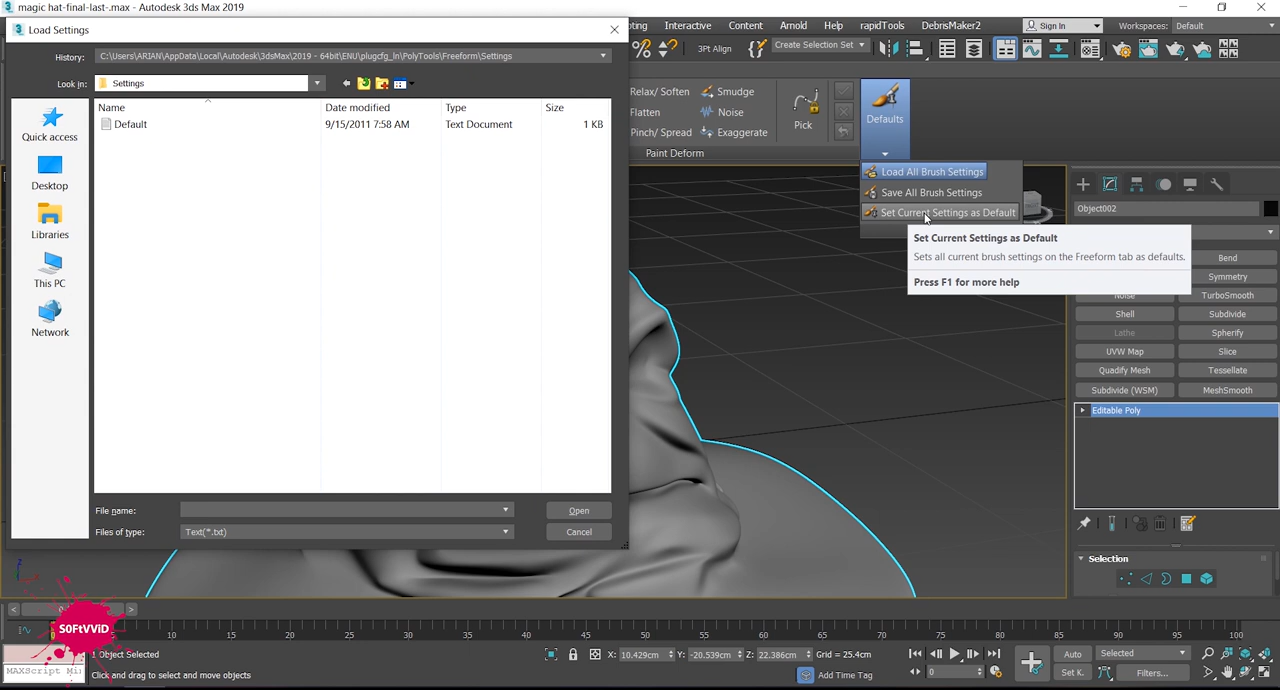 magic hat-final-last-.max - Autodesk 3ds Max 2019
Load Settings
History: C:\Users\ARIAN\AppData\Local\Autodesk\3dsMax\2019 - 64bit\ENU\plugcfg_ln\PolyTools\Freeform\Settings
Look in: Settings
Name Date modified Type Size
Default 9/15/2011 7:58 AM Text Document 1 KB
Quick access
Desktop
Libraries
This PC
Network
File name: Open
Files of type: Text(*.txt) Cancel
Interactive Content Arnold Help rapidTools DebrisMaker2 Sign In Workspaces: Default
3Pt Align Create Selection Set
Relax/ Soften Smudge
Flatten Noise
Pinch/ Spread Exaggerate
Pick
Defaults
Paint Deform
Load All Brush Settings
Save All Brush Settings
Set Current Settings as Default
Set Current Settings as Default
Sets all current brush settings on the Freeform tab as defaults.
Press F1 for more help
Object002
Bend
Symmetry
Noise TurboSmooth
Shell Subdivide
Lathe Spherify
UVW Map Slice
Quadify Mesh Tessellate
Subdivide (WSM) MeshSmooth
Editable Poly
Selection
S0FtVViD
10 15 20 25 30 35 40 45 50 55 60 65 70 75 80 85 90 95 100
1 Object Selected X: 10.429cm Y: -20.539cm Z: 22.386cm Grid = 25.4cm Auto Selected
MAXScript Mi
Click and drag to select and move objects Add Time Tag 0 Set K. Filters...